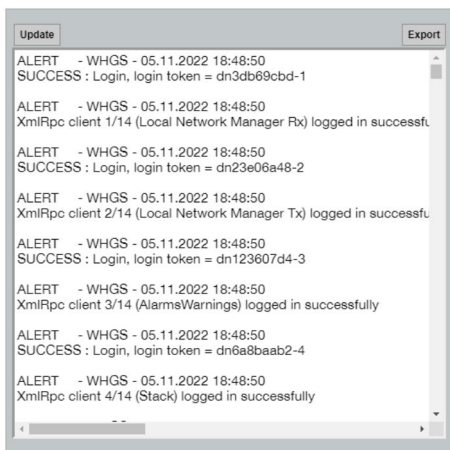 Update
Export
ALERT - WHGS - 05.11.2022 18:48:50
SUCCESS : Login, login token = dn3db69cbd-1
ALERT - WHGS - 05.11.2022 18:48:50
XmlRpc client 1/14 (Local Network Manager Rx) logged in successfu
ALERT - WHGS - 05.11.2022 18:48:50
SUCCESS : Login, login token = dn23e06a48-2
ALERT - WHGS - 05.11.2022 18:48:50
XmlRpc client 2/14 (Local Network Manager Tx) logged in successfu
ALERT - WHGS - 05.11.2022 18:48:50
SUCCESS : Login, login token = dn123607d4-3
ALERT - WHGS - 05.11.2022 18:48:50
XmlRpc client 3/14 (AlarmsWarnings) logged in successfully
ALERT - WHGS - 05.11.2022 18:48:50
SUCCESS : Login, login token = dn6a8baab2-4
ALERT - WHGS - 05.11.2022 18:48:50
XmlRpc client 4/14 (Stack) logged in successfully